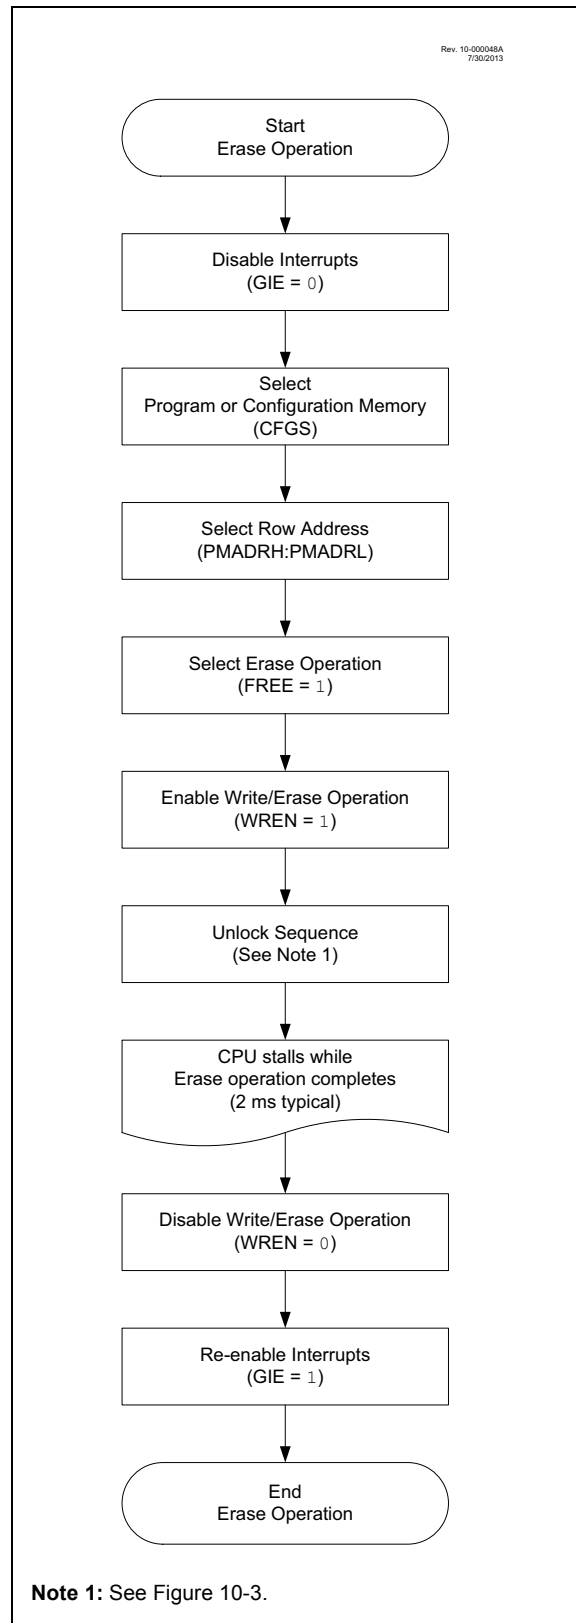 Rev. 10-000048A
7/30/2013
Start
Erase Operation
Disable Interrupts
(GIE = 0)
Select
Program or Configuration Memory
(CFGS)
Select Row Address
(PMADRH:PMADRL)
Select Erase Operation
(FREE = 1)
Enable Write/Erase Operation
(WREN = 1)
Unlock Sequence
(See Note 1)
CPU stalls while
Erase operation completes
(2 ms typical)
Disable Write/Erase Operation
(WREN = 0)
Re-enable Interrupts
(GIE = 1)
End
Erase Operation
Note 1: See Figure 10-3.